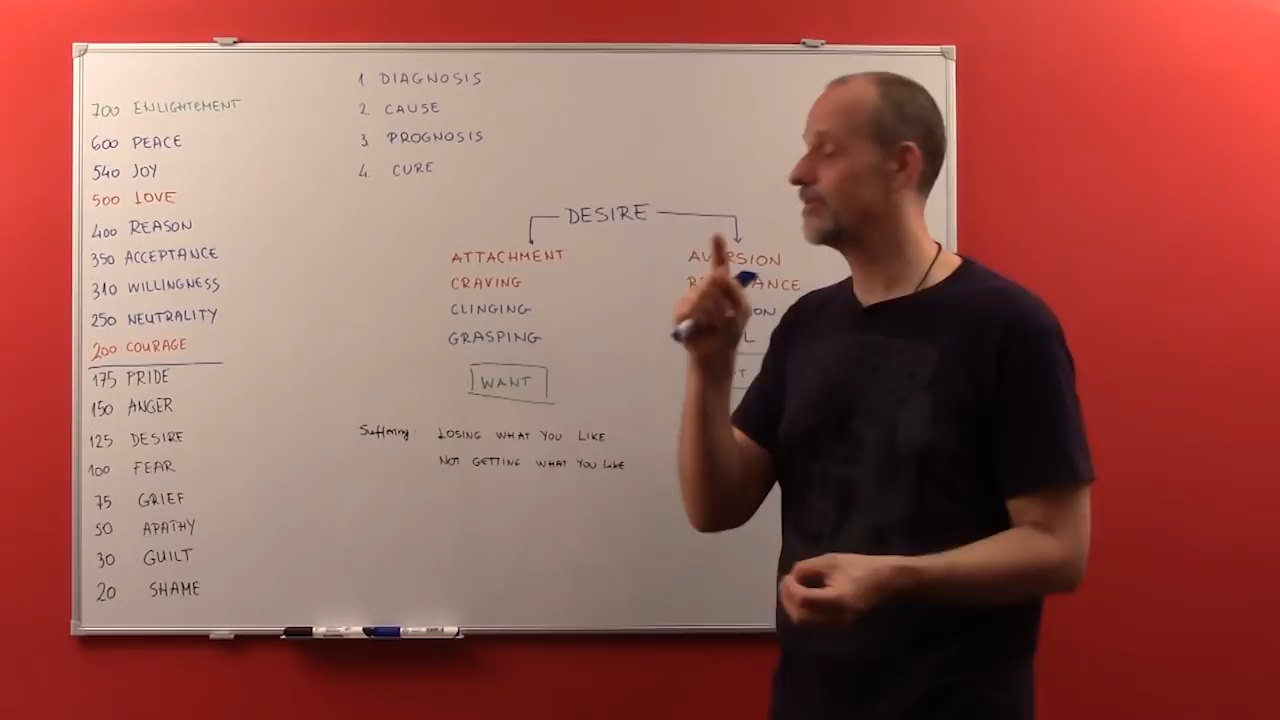 700 ENLIGHTEMENT
600 PEACE
540 JOY
500 LOVE
400 REASON
350 ACCEPTANCE
310 WILLINGNESS
250 NEUTRALITY
200 COURAGE
175 PRIDE
150 ANGER
125 DESIRE
100 FEAR
75 GRIEF
50 APATHY
30 GUILT
20 SHAME
1. DIAGNOSIS
2. CAUSE
3. PROGNOSIS
4. CURE
DESIRE
ATTACHMENT
CRAVING
CLINGING
GRASPING
WANT
Suffering: LOSING WHAT YOU LIKE
NOT GETTING WHAT YOU LIKE